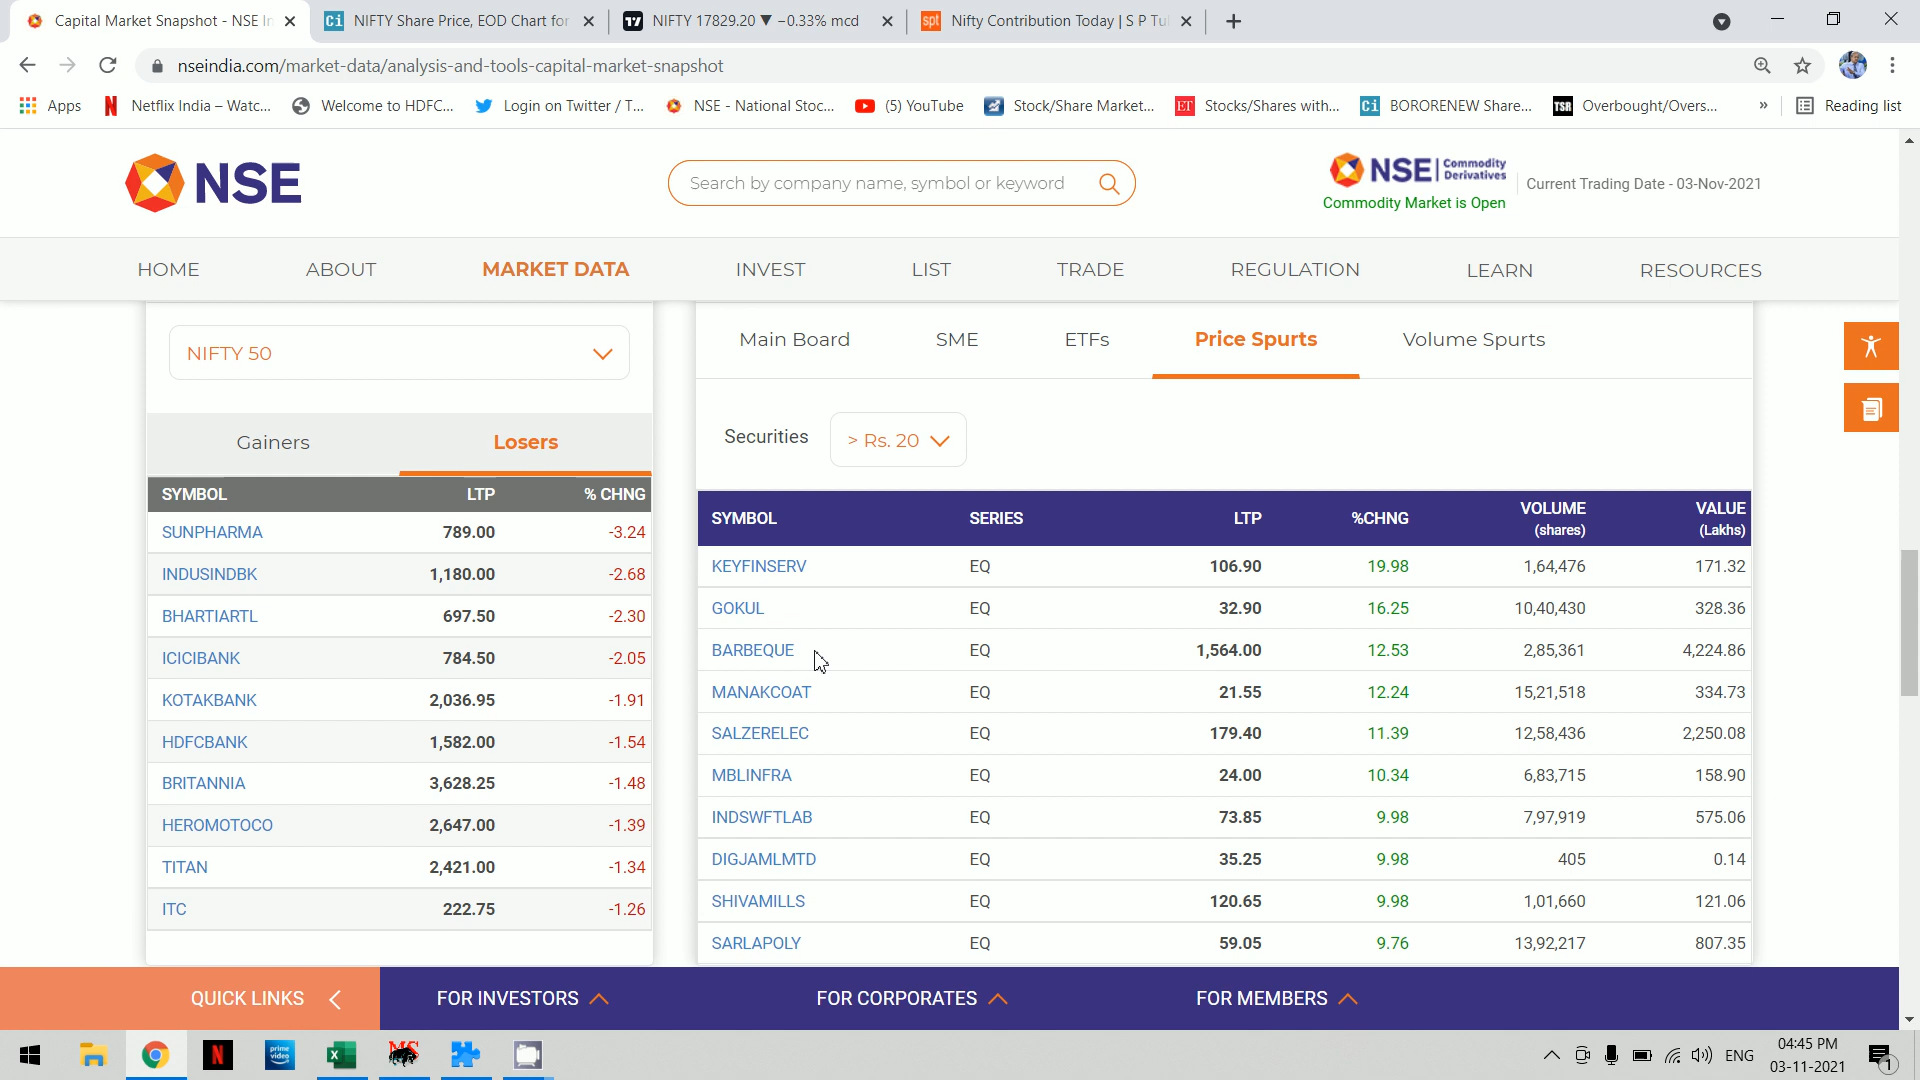 Capital Market Snapshot - NSE In
NIFTY Share Price, EOD Chart for
NIFTY 17829.20 ▼ −0.33% mcd
Nifty Contribution Today | S P Tul
nseindia.com/market-data/analysis-and-tools-capital-market-snapshot
Apps
Netflix India – Watc...
Welcome to HDFC...
Login on Twitter / T...
NSE - National Stoc...
(5) YouTube
Stock/Share Market...
ET Stocks/Shares with...
Ci BORORENEW Share...
TSR Overbought/Overs...
»
Reading list
NSE
Search by company name, symbol or keyword
NSE | Commodity Derivatives
Commodity Market is Open
Current Trading Date - 03-Nov-2021
HOME ABOUT MARKET DATA INVEST LIST TRADE REGULATION LEARN RESOURCES
NIFTY 50
Gainers Losers
SYMBOL LTP % CHNG
SUNPHARMA 789.00 -3.24
INDUSINDBK 1,180.00 -2.68
BHARTIARTL 697.50 -2.30
ICICIBANK 784.50 -2.05
KOTAKBANK 2,036.95 -1.91
HDFCBANK 1,582.00 -1.54
BRITANNIA 3,628.25 -1.48
HEROMOTOCO 2,647.00 -1.39
TITAN 2,421.00 -1.34
ITC 222.75 -1.26
Main Board SME ETFs Price Spurts Volume Spurts
Securities > Rs. 20
SYMBOL SERIES LTP %CHNG VOLUME (shares) VALUE (Lakhs)
KEYFINSERV EQ 106.90 19.98 1,64,476 171.32
GOKUL EQ 32.90 16.25 10,40,430 328.36
BARBEQUE EQ 1,564.00 12.53 2,85,361 4,224.86
MANAKCOAT EQ 21.55 12.24 15,21,518 334.73
SALZERELEC EQ 179.40 11.39 12,58,436 2,250.08
MBLINFRA EQ 24.00 10.34 6,83,715 158.90
INDSWFTLAB EQ 73.85 9.98 7,97,919 575.06
DIGJAMLMTD EQ 35.25 9.98 405 0.14
SHIVAMILLS EQ 120.65 9.98 1,01,660 121.06
SARLAPOLY EQ 59.05 9.76 13,92,217 807.35
QUICK LINKS FOR INVESTORS FOR CORPORATES FOR MEMBERS
prime video
MS
ENG
04:45 PM
03-11-2021
1